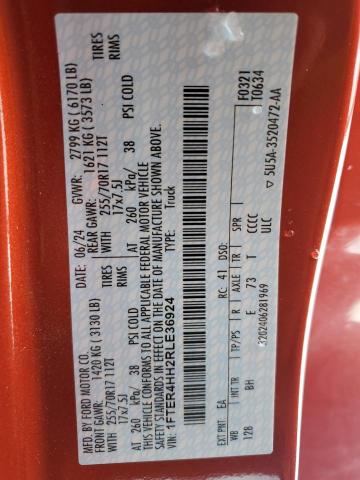 MFD. BY FORD MOTOR CO.
DATE: 06/24 GVWR: 2799 KG ( 6170 LB)
FRONT GAWR: 1420 KG ( 3130 LB) REAR GAWR: 1621 KG ( 3573 LB)
WITH 255/70R17 112T TIRES WITH 255/70R17 112T TIRES
17x7.5J RIMS 17x7.5J RIMS
AT 260 kPa/ 38 PSI COLD AT 260 kPa/ 38 PSI COLD
THIS VEHICLE CONFORMS TO ALL APPLICABLE FEDERAL MOTOR VEHICLE
SAFETY STANDARDS IN EFFECT ON THE DATE OF MANUFACTURE SHOWN ABOVE.
VIN: 1FTER4HH2RLE36924
TYPE: Truck
F0321
T0634
EXT PNT: EA RC: 41 DSO:
WB INT TR TP/PS R AXLE/TR SPR
128 BH E 73 T CCCC
ULC
A202406281969
5U5A-3520472-AA